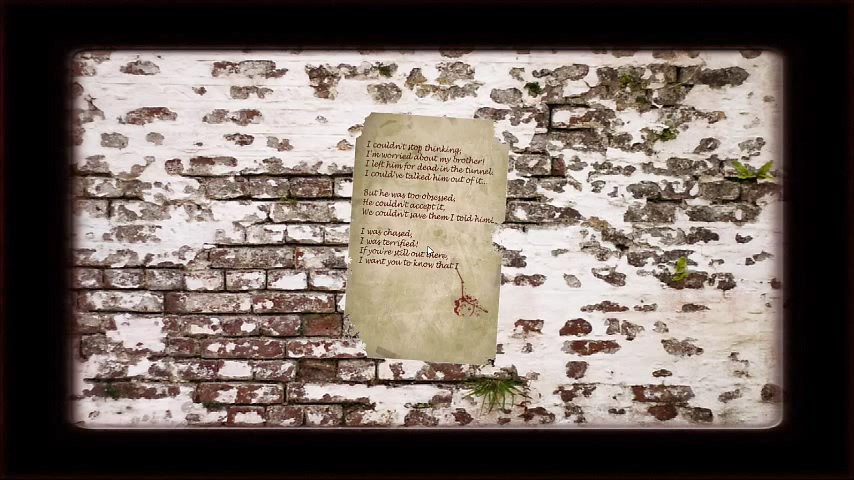 I couldn't stop thinking,
I'm worried about my brother!
I left him for dead in the tunnel,
I could've talked him out of it..
But he was too obsessed,
He couldn't accept it,
We couldn't save them I told him!..
I was chased,
I was terrified!
If you're still out there,
I want you to know that I